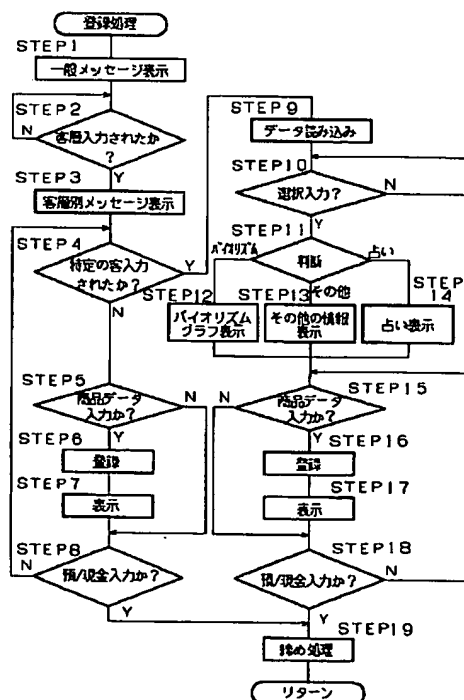 登録処理
STEP1
一般メッセージ表示
STEP2
客層入力されたか
?
N
Y
STEP3
客層別メッセージ表示
STEP4
特定の客入力
されたか?
Y
N
STEP5
商品データ
入力か?
N
Y
STEP6
登録
STEP7
表示
STEP8
預/現金入力か?
N
Y
STEP9
データ読み込み
STEP10
選択入力?
N
Y
STEP11
バイオリズム
判断
占い
その他
STEP12
バイオリズム
グラフ表示
STEP13
その他の情報
表示
STEP
14
占い表示
STEP15
商品データ
入力か?
N
Y
STEP16
登録
STEP17
表示
STEP18
預/現金入力か?
N
Y
STEP19
締め処理
リターン